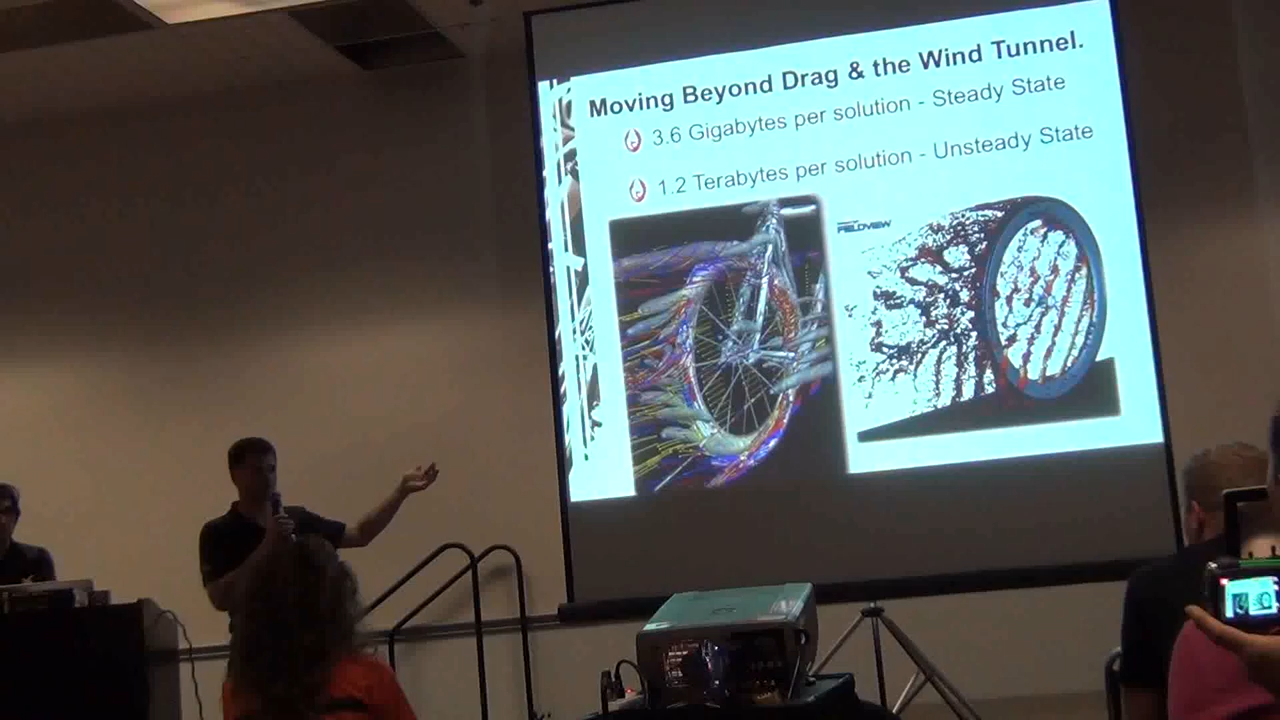 Moving Beyond Drag & the Wind Tunnel.
3.6 Gigabytes per solution - Steady State
1.2 Terabytes per solution - Unsteady State
FIELDVIEW